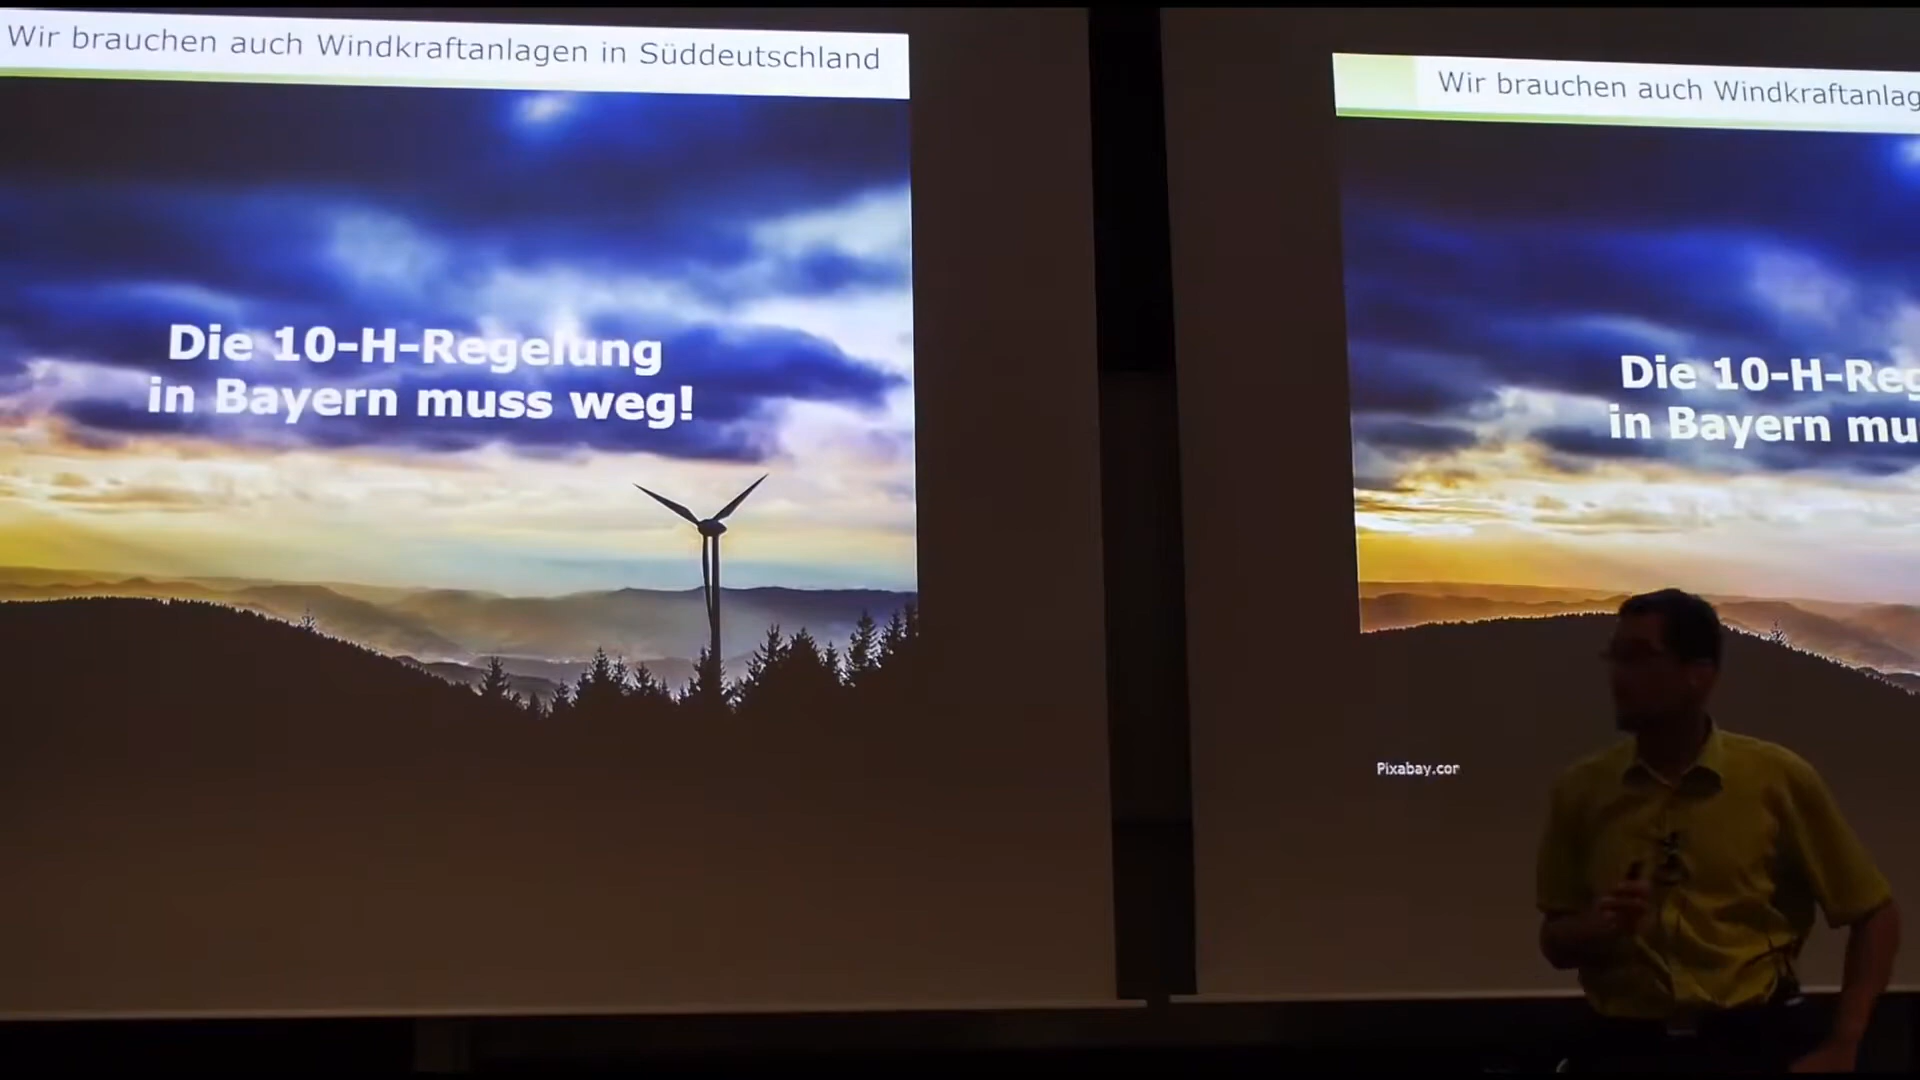 Wir brauchen auch Windkraftanlagen in Süddeutschland
Die 10-H-Regelung
in Bayern muss weg!
Wir brauchen auch Windkraftanlag
Die 10-H-Reg
in Bayern mu
Pixabay.cor